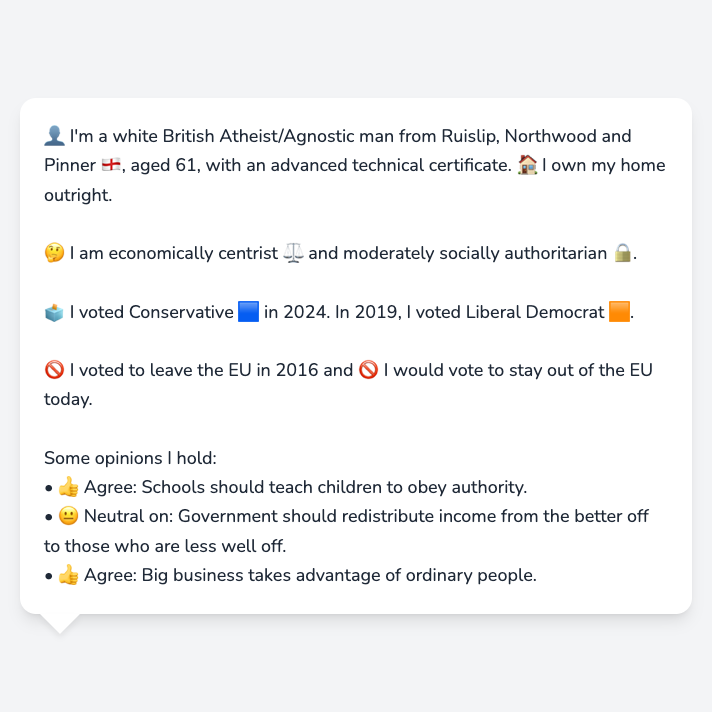 👤 I'm a white British Atheist/Agnostic man from Ruislip, Northwood and
Pinner 🏴󠁧󠁢󠁥󠁮󠁧󠁿, aged 61, with an advanced technical certificate. 🏠 I own my home
outright.
🤔 I am economically centrist ⚖️ and moderately socially authoritarian 🔒.
🗳️ I voted Conservative 🟦 in 2024. In 2019, I voted Liberal Democrat 🟧.
🚫 I voted to leave the EU in 2016 and 🚫 I would vote to stay out of the EU
today.
Some opinions I hold:
• 👍 Agree: Schools should teach children to obey authority.
• 😐 Neutral on: Government should redistribute income from the better off
to those who are less well off.
• 👍 Agree: Big business takes advantage of ordinary people.